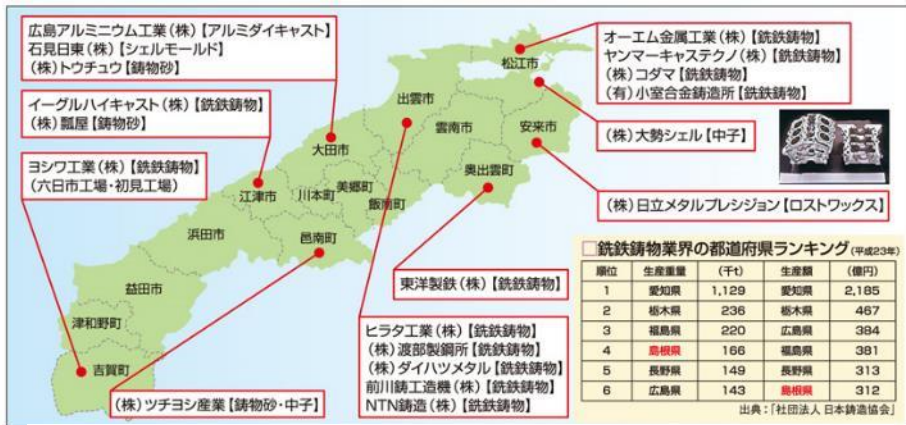 広島アルミニウム工業(株)【アルミダイキャスト】
石見日東(株)【シェルモールド】
(株)トウチュウ【鋳物砂】
イーグルハイキャスト(株)【銑鉄鋳物】
(株)瓢屋【鋳物砂】
ヨシワ工業(株)【銑鉄鋳物】
(六日市工場・初見工場)
オーエム金属工業(株)【銑鉄鋳物】
ヤンマーキャステクノ(株)【銑鉄鋳物】
(株)コダマ【銑鉄鋳物】
(有)小室合金鋳造所【銑鉄鋳物】
(株)大勢シェル【中子】
(株)日立メタルプレシジョン【ロストワックス】
松江市
出雲市
雲南市
安来市
大田市
奥出雲町
美郷町
飯南町
川本町
江津市
邑南町
浜田市
益田市
津和野町
吉賀町
東洋製鉄(株)【銑鉄鋳物】
ヒラタ工業(株)【銑鉄鋳物】
(株)渡部製鋼所【銑鉄鋳物】
(株)ダイハツメタル【銑鉄鋳物】
前川鋳工造機(株)【銑鉄鋳物】
NTN鋳造(株)【銑鉄鋳物】
(株)ツチヨシ産業【鋳物砂・中子】
□銑鉄鋳物業界の都道府県ランキング(平成23年)
順位 生産重量 (千t) 生産額 (億円)
1 愛知県 1,129 愛知県 2,185
2 栃木県 236 栃木県 467
3 福島県 220 広島県 384
4 島根県 166 福島県 381
5 長野県 149 長野県 313
6 広島県 143 島根県 312
出典:「社団法人 日本鋳造協会」